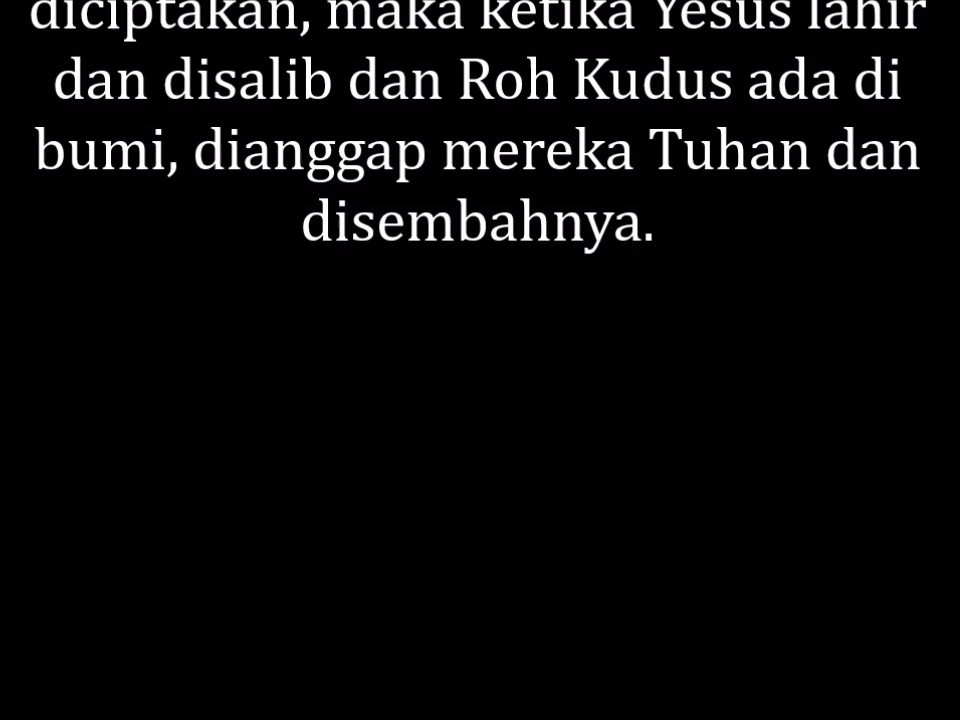 diciptakan, maka ketika Yesus lahir
dan disalib dan Roh Kudus ada di
bumi, dianggap mereka Tuhan dan
disembahnya.